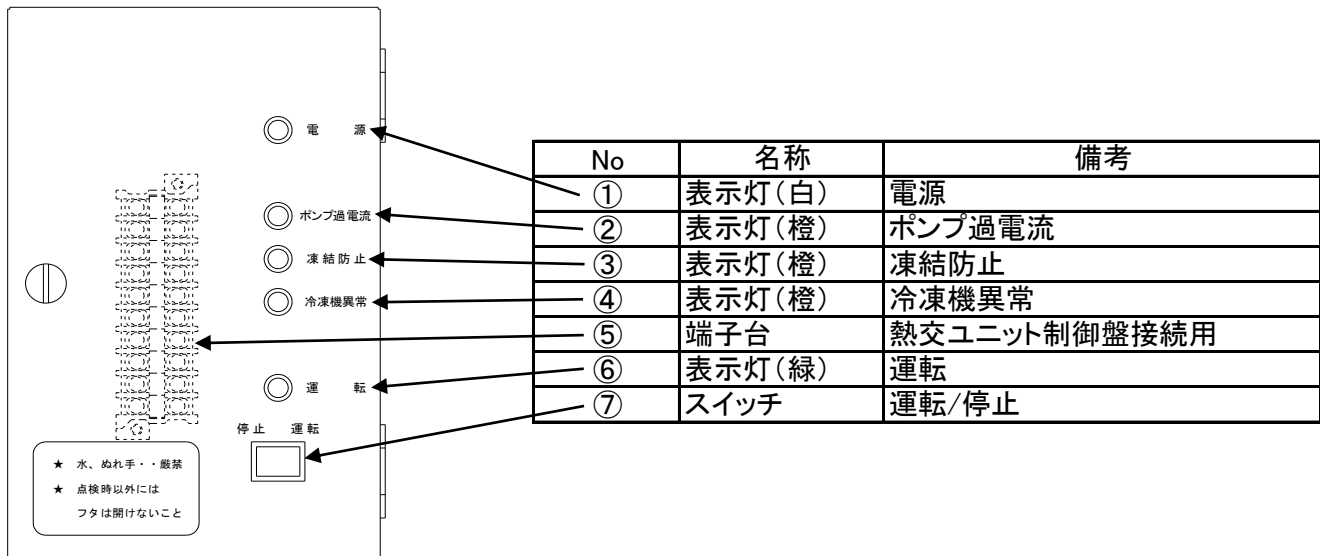 電 源
ポンプ過電流
凍結防止
冷凍機異常
運 転
停止 運転
★ 水、ぬれ手・・厳禁
★ 点検時以外には
フタは開けないこと
No 名称 備考
① 表示灯(白) 電源
② 表示灯(橙) ポンプ過電流
③ 表示灯(橙) 凍結防止
④ 表示灯(橙) 冷凍機異常
⑤ 端子台 熱交ユニット制御盤接続用
⑥ 表示灯(緑) 運転
⑦ スイッチ 運転/停止